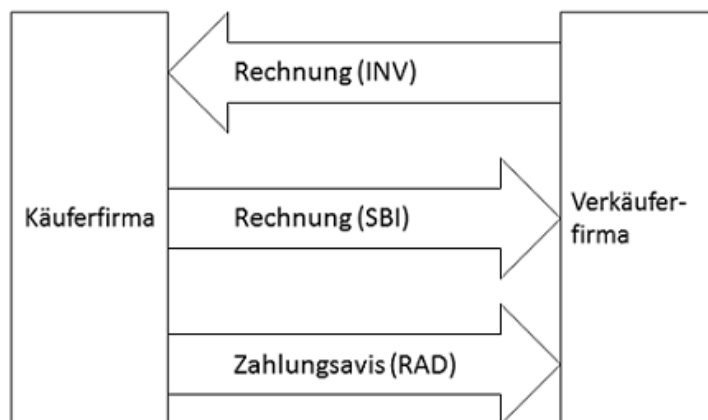 Rechnung (INV)
Käuferfirma
Rechnung (SBI)
Verkäufer-
firma
Zahlungsavis (RAD)